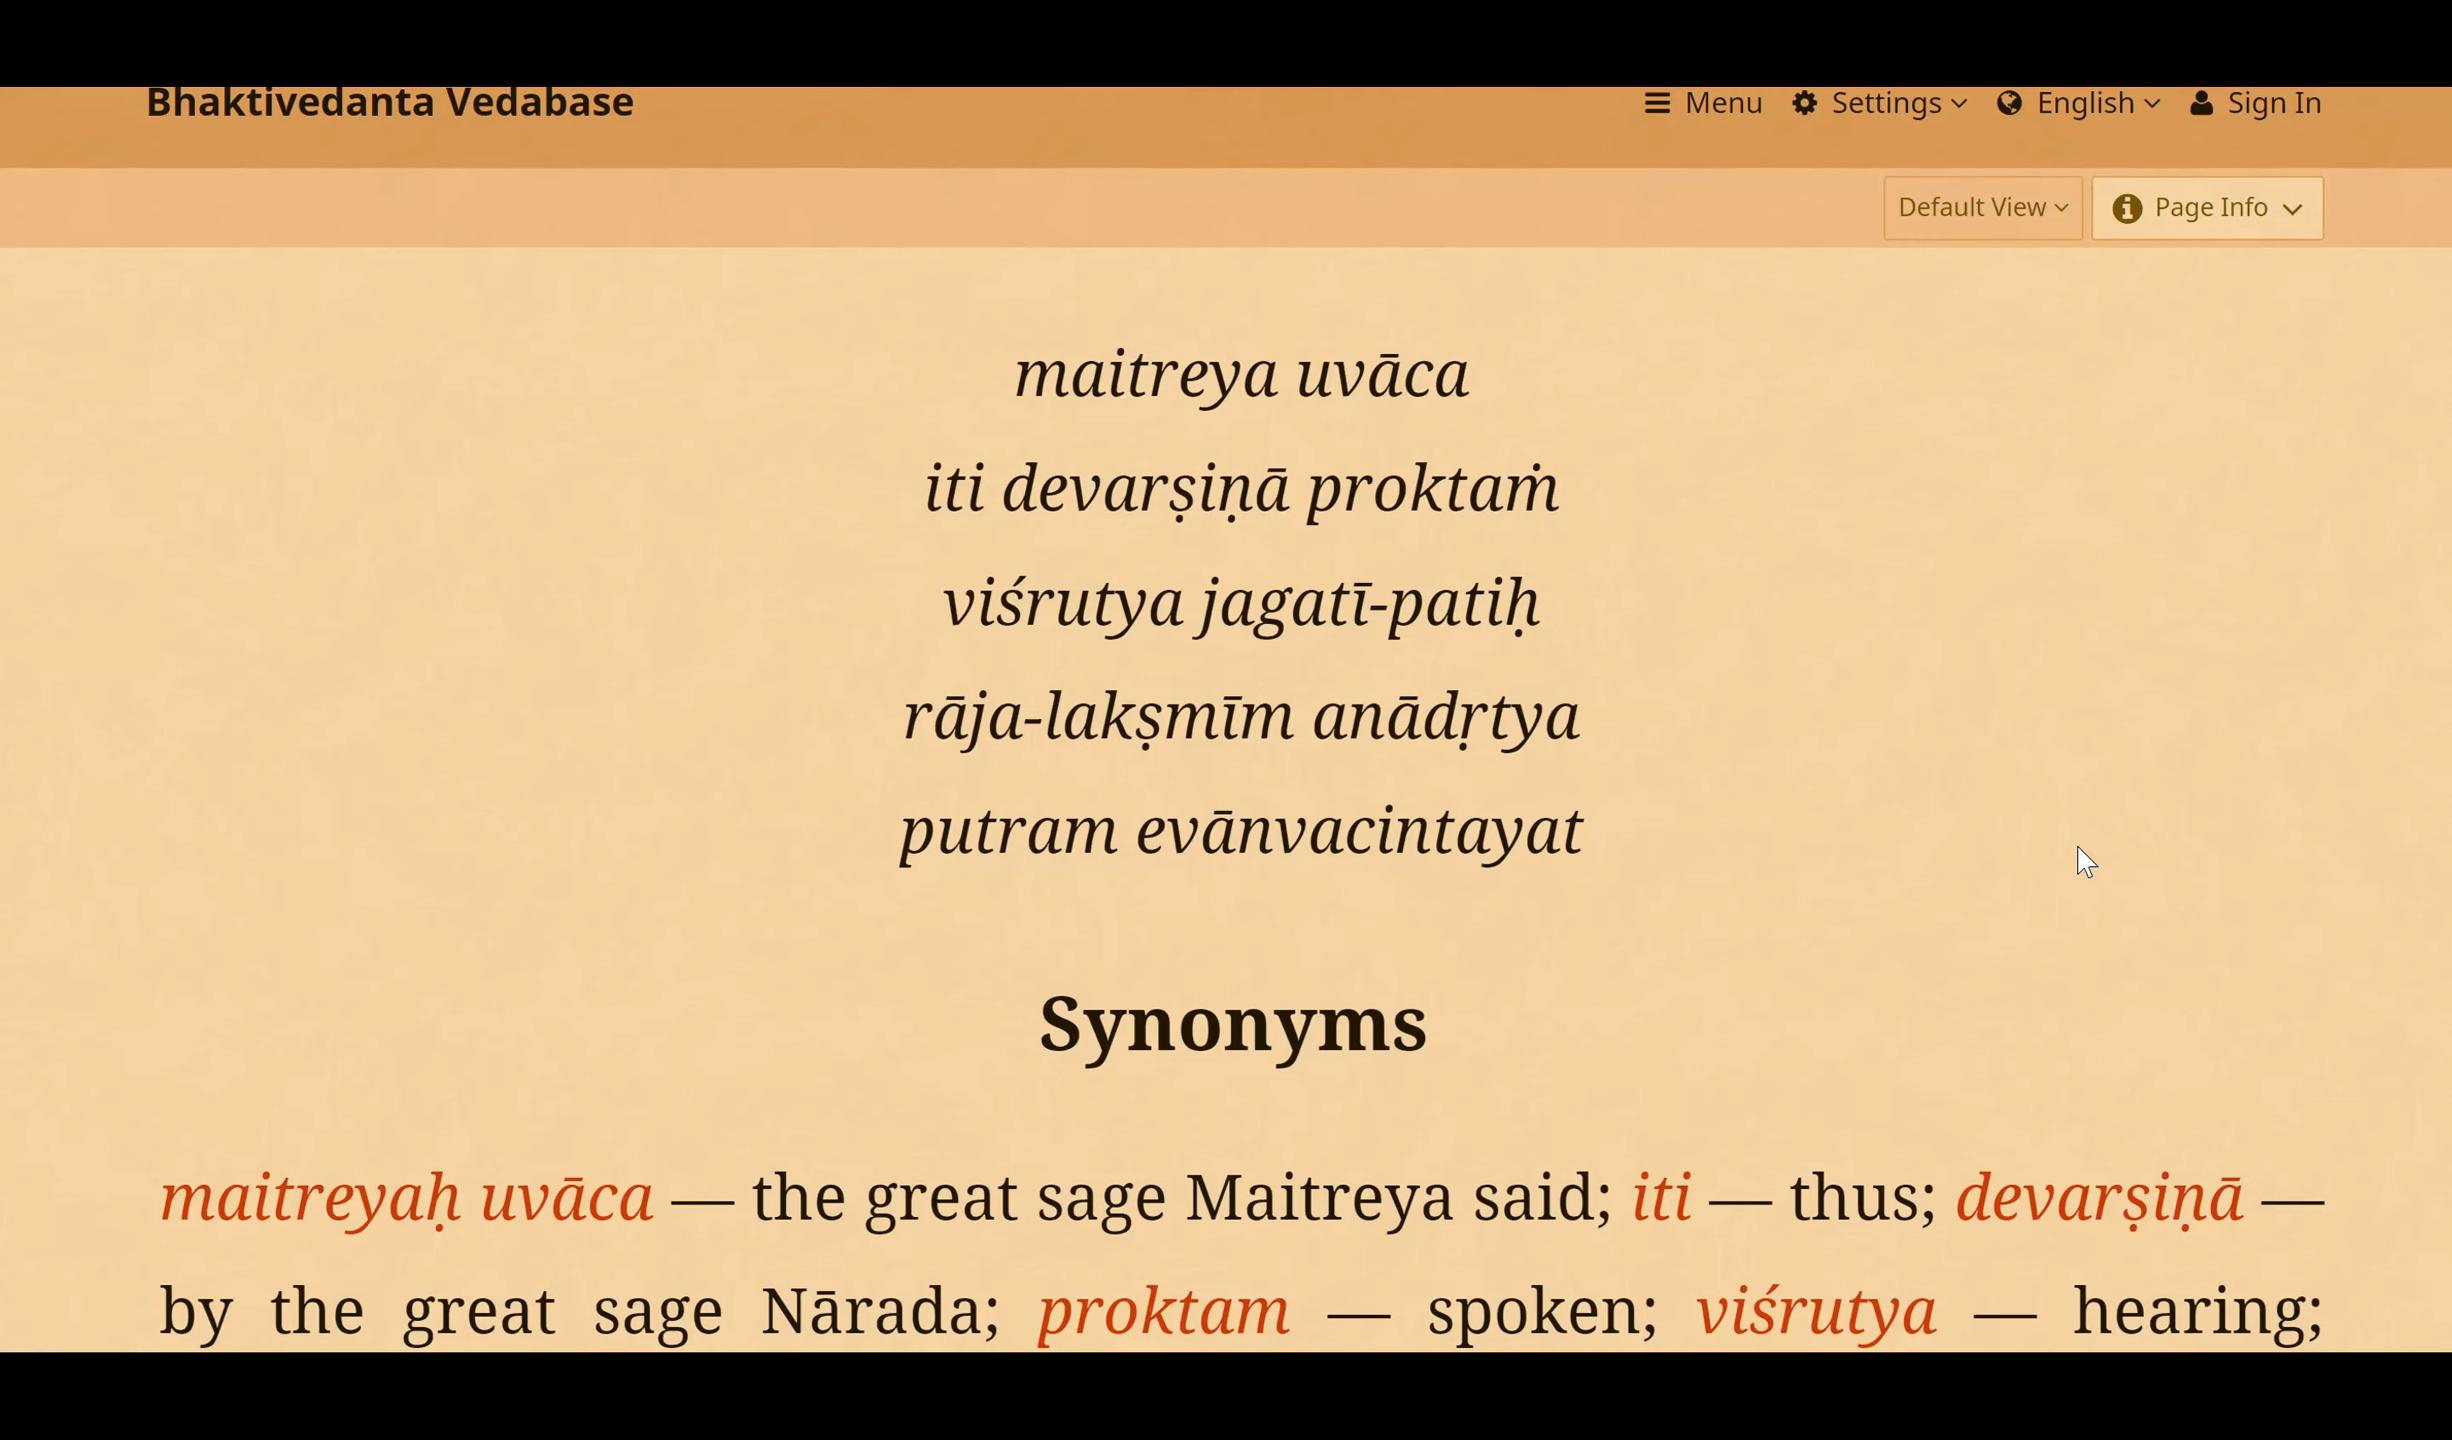 Bhaktivedanta Vedabase Menu Settings English Sign In
Default View Page Info
maitreya uvāca
iti devarṣiṇā proktaṁ
viśrutya jagatī-patiḥ
rāja-lakṣmīm anādṛtya
putram evānvacintayat
Synonyms
maitreyaḥ uvāca — the great sage Maitreya said; iti — thus; devarṣiṇā —
by the great sage Nārada; proktam — spoken; viśrutya — hearing;